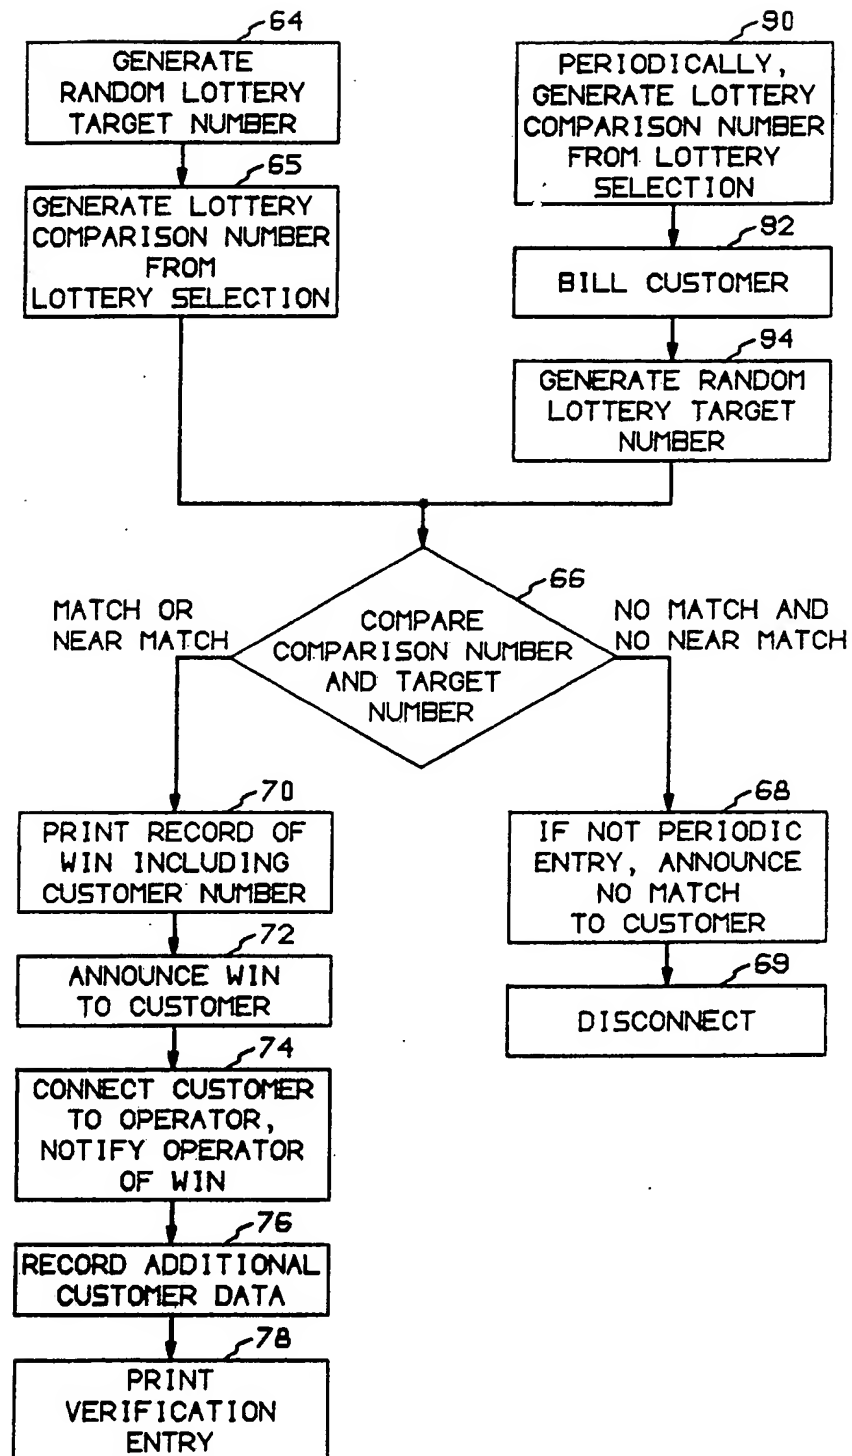 64
GENERATE
RANDOM LOTTERY
TARGET NUMBER
65
GENERATE LOTTERY
COMPARISON NUMBER
FROM
LOTTERY SELECTION
90
PERIODICALLY,
GENERATE LOTTERY
COMPARISON NUMBER
FROM LOTTERY
SELECTION
92
BILL CUSTOMER
94
GENERATE RANDOM
LOTTERY TARGET
NUMBER
66
COMPARE
COMPARISON NUMBER
AND TARGET
NUMBER
MATCH OR
NEAR MATCH
NO MATCH AND
NO NEAR MATCH
70
PRINT RECORD OF
WIN INCLUDING
CUSTOMER NUMBER
72
ANNOUNCE WIN
TO CUSTOMER
74
CONNECT CUSTOMER
TO OPERATOR,
NOTIFY OPERATOR
OF WIN
76
RECORD ADDITIONAL
CUSTOMER DATA
78
PRINT
VERIFICATION
ENTRY
68
IF NOT PERIODIC
ENTRY, ANNOUNCE
NO MATCH
TO CUSTOMER
69
DISCONNECT